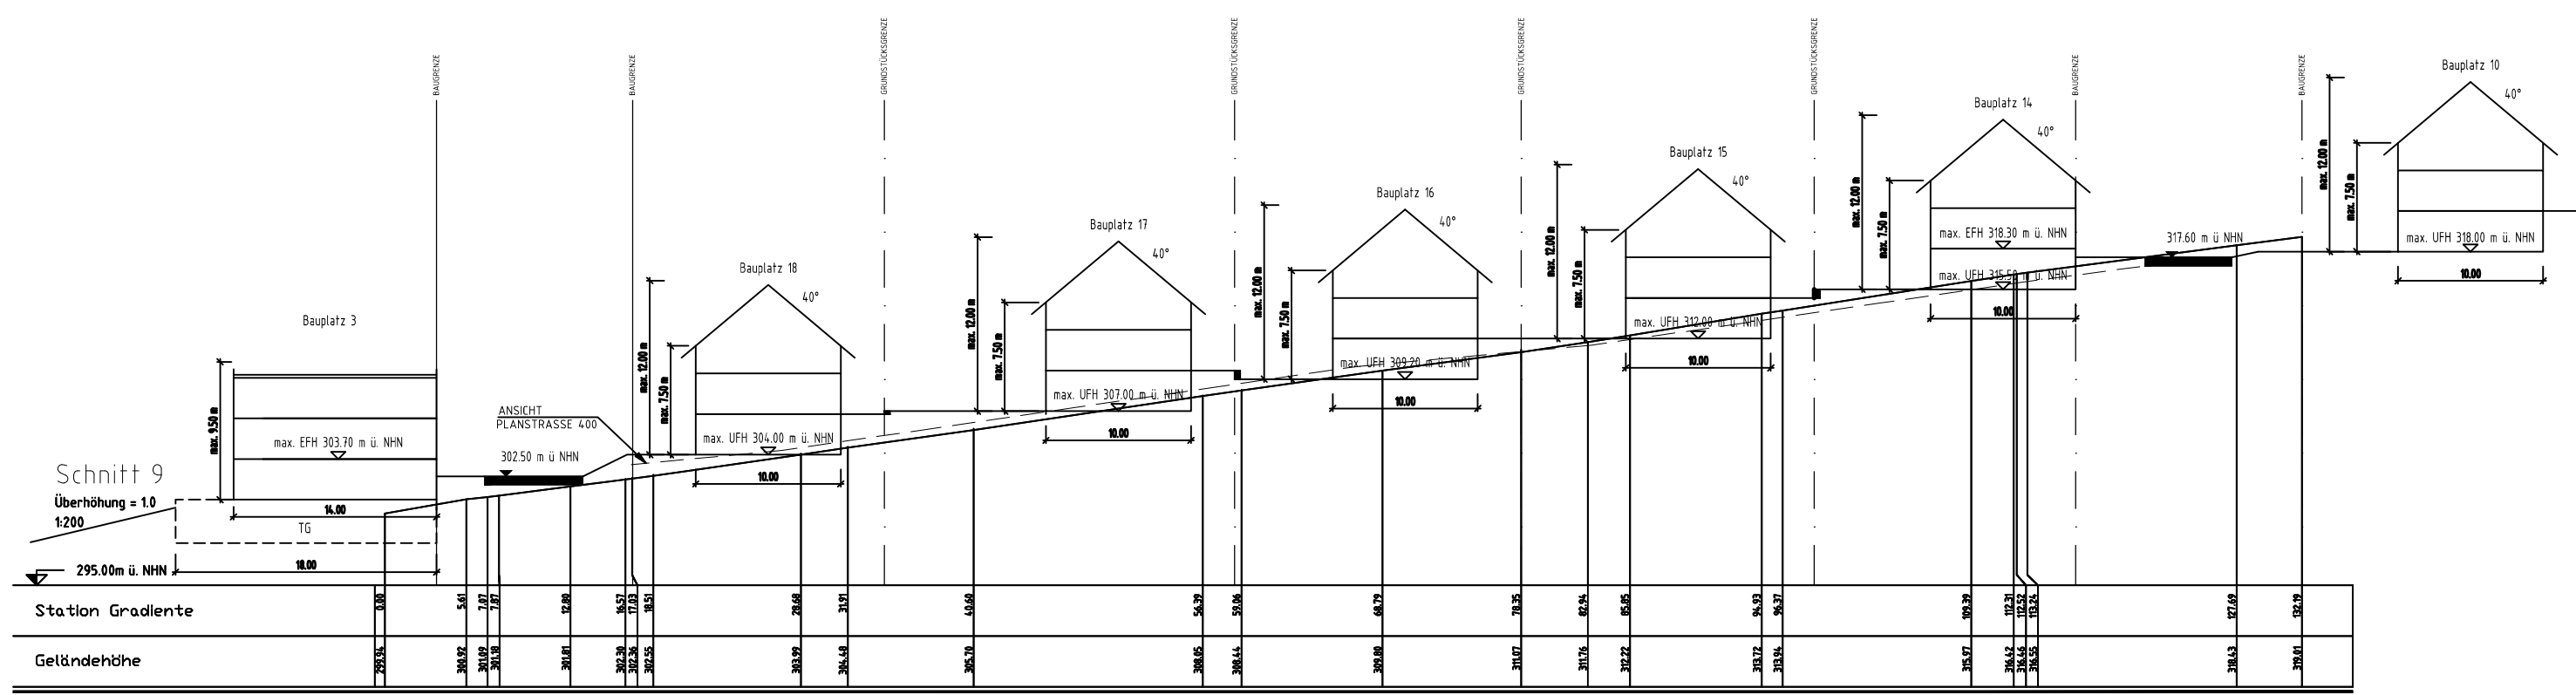 BAUGRENZE
BAUGRENZE
GRUNDSTÜCKSGRENZE
GRUNDSTÜCKSGRENZE
GRUNDSTÜCKSGRENZE
GRUNDSTÜCKSGRENZE
BAUGRENZE
BAUGRENZE
Bauplatz 3
max. 9.50 m
max. EFH 303.70 m ü. NHN
14.00
TG
18.00
Schnitt 9
Überhöhung = 1.0
1:200
295.00m ü. NHN
ANSICHT
PLANSTRASSE 400
302.50 m ü NHN
Bauplatz 18
40°
max. 12.00 m
max. 7.50 m
max. UFH 304.00 m ü. NHN
10.00
Bauplatz 17
40°
max. 12.00 m
max. 7.50 m
max. UFH 307.00 m ü. NHN
10.00
Bauplatz 16
40°
max. 12.00 m
max. 7.50 m
max. UFH 309.20 m ü. NHN
10.00
Bauplatz 15
40°
max. 12.00 m
max. 7.50 m
max. UFH 312.00 m ü. NHN
10.00
Bauplatz 14
40°
max. 12.00 m
max. 7.50 m
max. EFH 318.30 m ü. NHN
max. UFH 315.50 m ü. NHN
10.00
317.60 m ü NHN
Bauplatz 10
40°
max. 12.00 m
max. 7.50 m
max. UFH 318.00 m ü. NHN
10.00
Station Gradiente 0.00 5.61 7.07 7.87 12.80 16.57 17.03 18.51 28.68 31.91 40.60 56.39 59.06 68.79 78.35 82.94 85.85 94.93 96.37 109.39 112.31 112.52 113.24 127.69 132.19
Geländehöhe 299.94 300.92 301.09 301.18 301.81 302.30 302.36 302.55 303.99 304.48 305.70 308.05 308.44 309.80 311.07 311.76 312.22 313.72 313.94 315.97 316.42 316.46 316.55 318.43 319.01